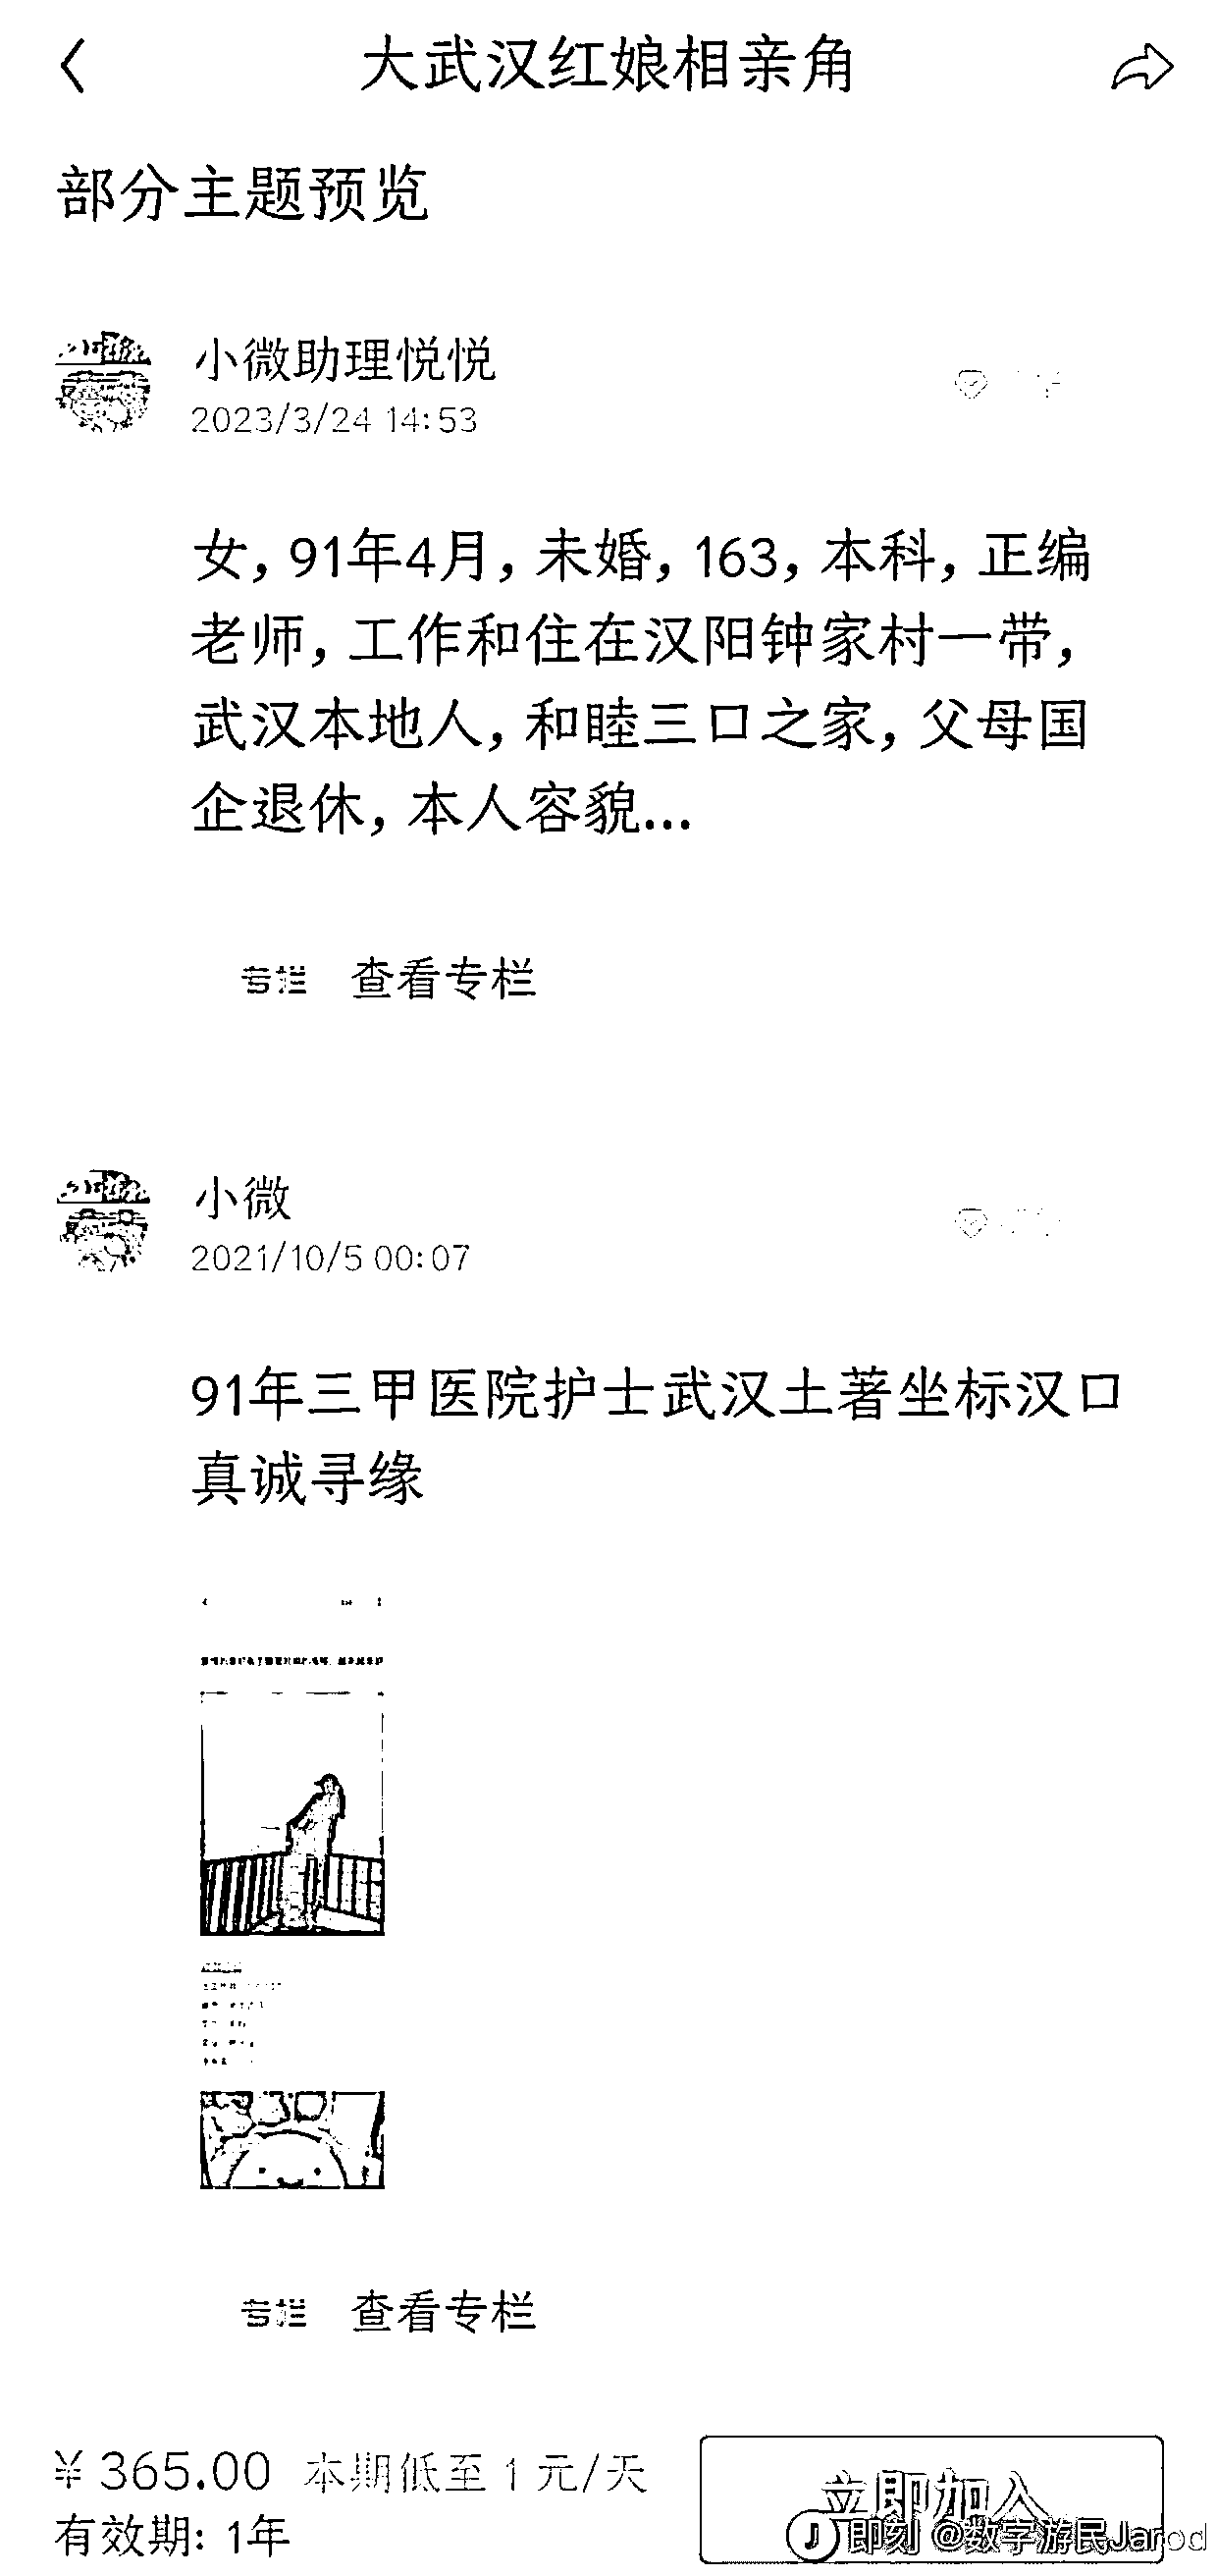 大武汉红娘相亲角
部分主题预览
小微助理悦悦
2023/3/24 14:53
女，91年4月，未婚，163，本科，正编
老师，工作和住在汉阳钟家村一带，
武汉本地人，和睦三口之家，父母国
企退休，本人容貌...
专栏 查看专栏
小微
2021/10/5 00:07
91年三甲医院护士武汉土著坐标汉口
真诚寻缘
专栏 查看专栏
¥ 365.00 本期低至 1 元/天
立即加入
有效期：1年
即刻 @数字游民Jarod